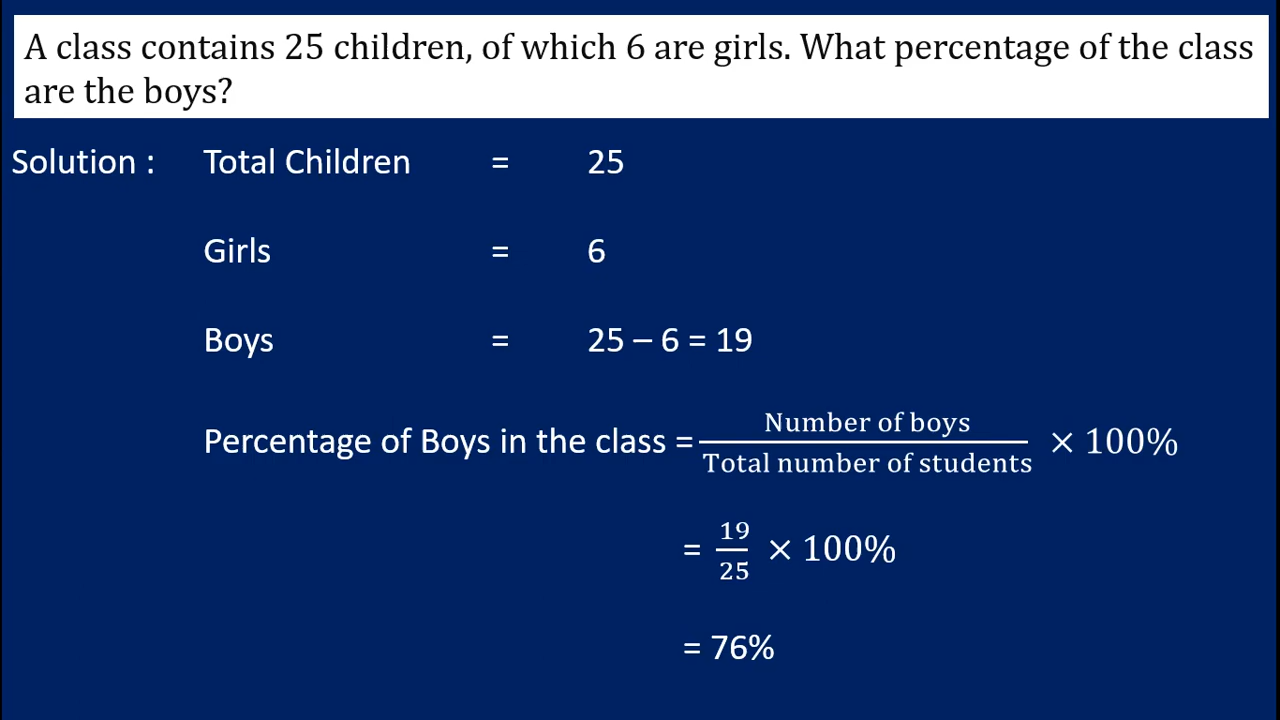 A class contains 25 children, of which 6 are girls. What percentage of the class
are the boys?
Solution : Total Children = 25
Girls = 6
Boys = 25 – 6 = 19
Percentage of Boys in the class = Number of boys / Total number of students × 100%
= 19/25 × 100%
= 76%